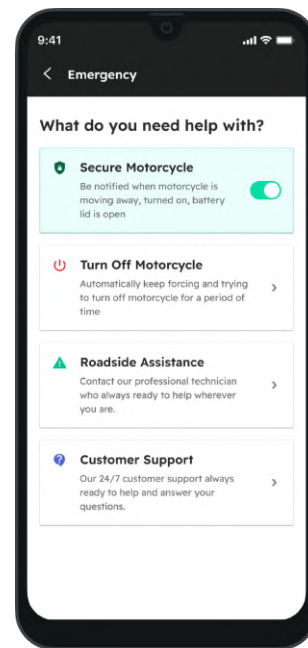 9:41
Emergency
What do you need help with?
Secure Motorcycle
Be notified when motorcycle is
moving away, turned on, battery
lid is open
Turn Off Motorcycle
Automatically keep forcing and trying
to turn off motorcycle for a period of
time
Roadside Assistance
Contact our professional technician
who always ready to help wherever
you are.
Customer Support
Our 24/7 customer support always
ready to help and answer your
questions.